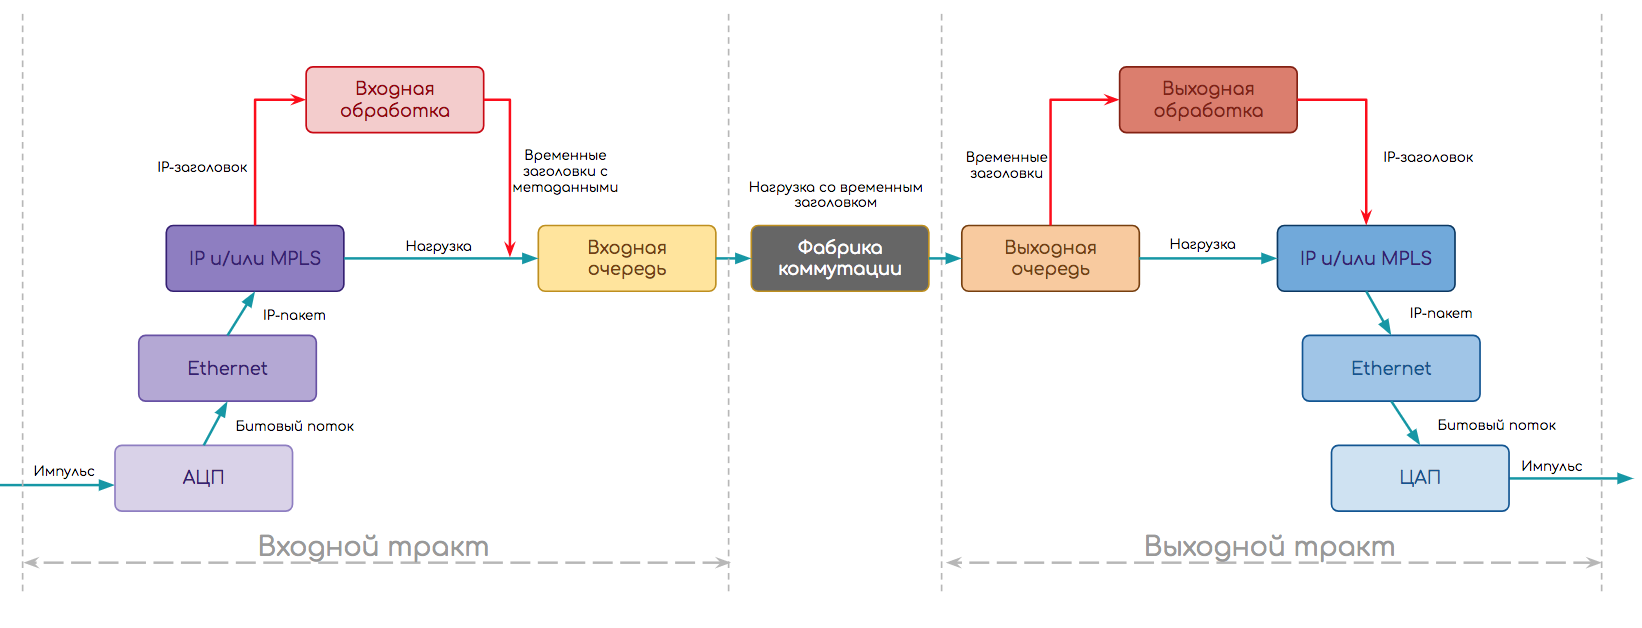 Входная
обработка
IP-заголовок
Временные
заголовки с
метаданными
IP и/или MPLS
Нагрузка
Входная
очередь
IP-пакет
Ethernet
Битовый поток
Импульс
АЦП
Входной тракт
Нагрузка со временным
заголовком
Фабрика
коммутации
Выходная
обработка
Временные
заголовки
IP-заголовок
Выходная
очередь
Нагрузка
IP и/или MPLS
IP-пакет
Ethernet
Битовый поток
ЦАП
Импульс
Выходной тракт